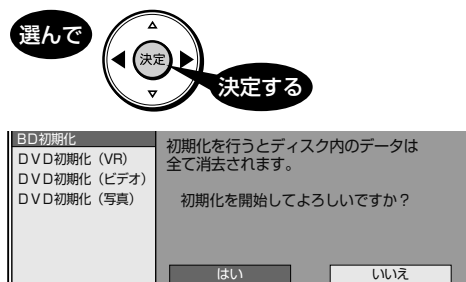 選んで
決定
決定する
BD初期化
DVD初期化（VR）
DVD初期化（ビデオ）
DVD初期化（写真）
初期化を行うとディスク内のデータは
全て消去されます。
初期化を開始してよろしいですか？
はい
いいえ